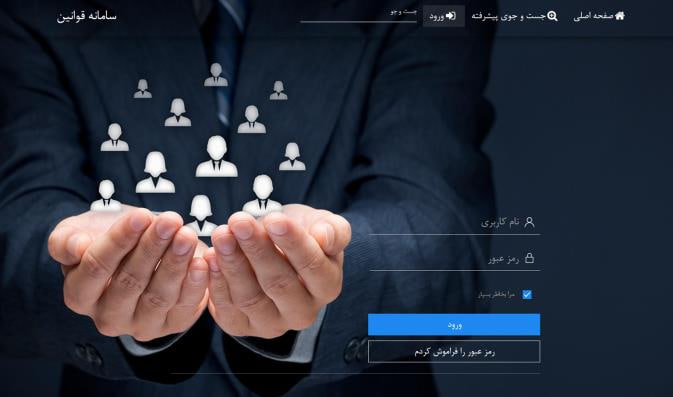 صفحه اصلی
جست و جوی پیشرفته
ورود
جست و جو
سامانه قوانین
نام کاربری
رمز عبور
مرا بخاطر بسپار
ورود
رمز عبور را فراموش کردم